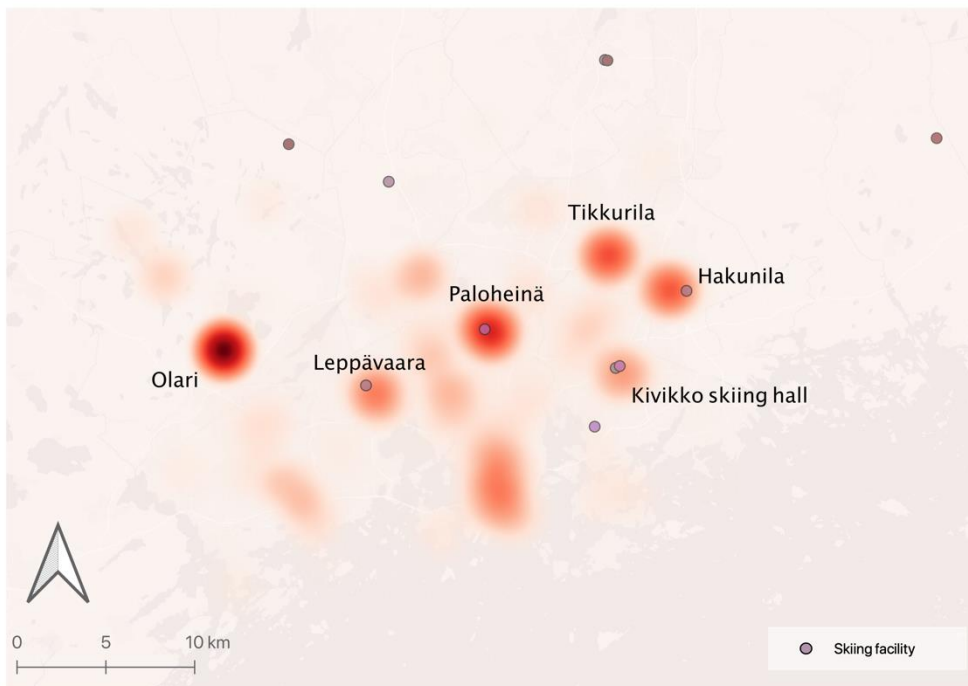 Tikkurila
Hakunila
Paloheinä
Leppävaara
Olari
Kivikko skiing hall
0 5 10 km
Skiing facility